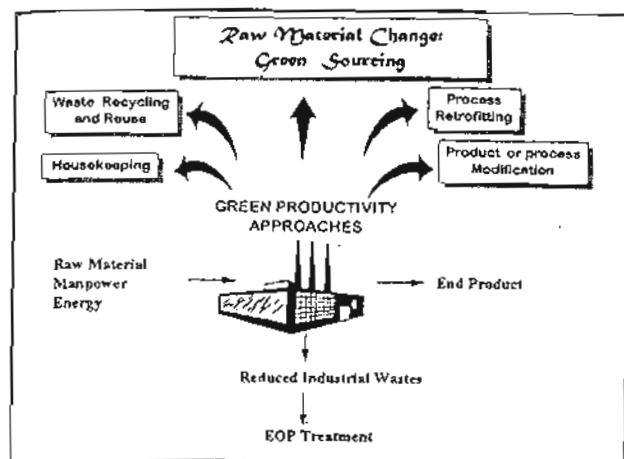 Raw Material Change:
Green Sourcing
Waste Recycling
and Reuse
Process
Retrofitting
Housekeeping
Product or process
Modification
GREEN PRODUCTIVITY
APPROACHES
Raw Material
Manpower
Energy
End Product
Reduced Industrial Wastes
EOP Treatment